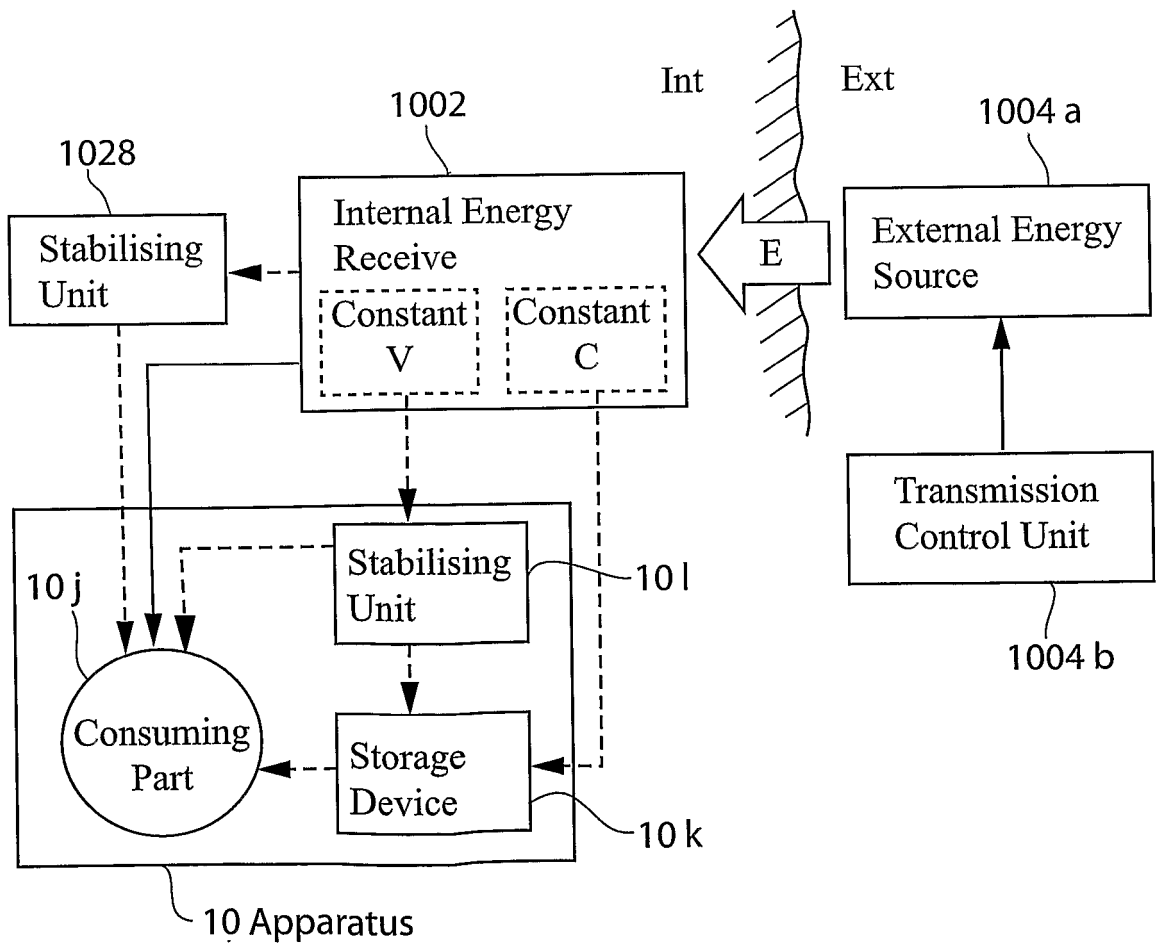 Int
Ext
1002
1004 a
1028
Internal Energy
Receive
External Energy
Source
E
Stabilising
Unit
Constant
V
Constant
C
Transmission
Control Unit
Stabilising
Unit
10 l
10 j
1004 b
Consuming
Part
Storage
Device
10 k
10 Apparatus